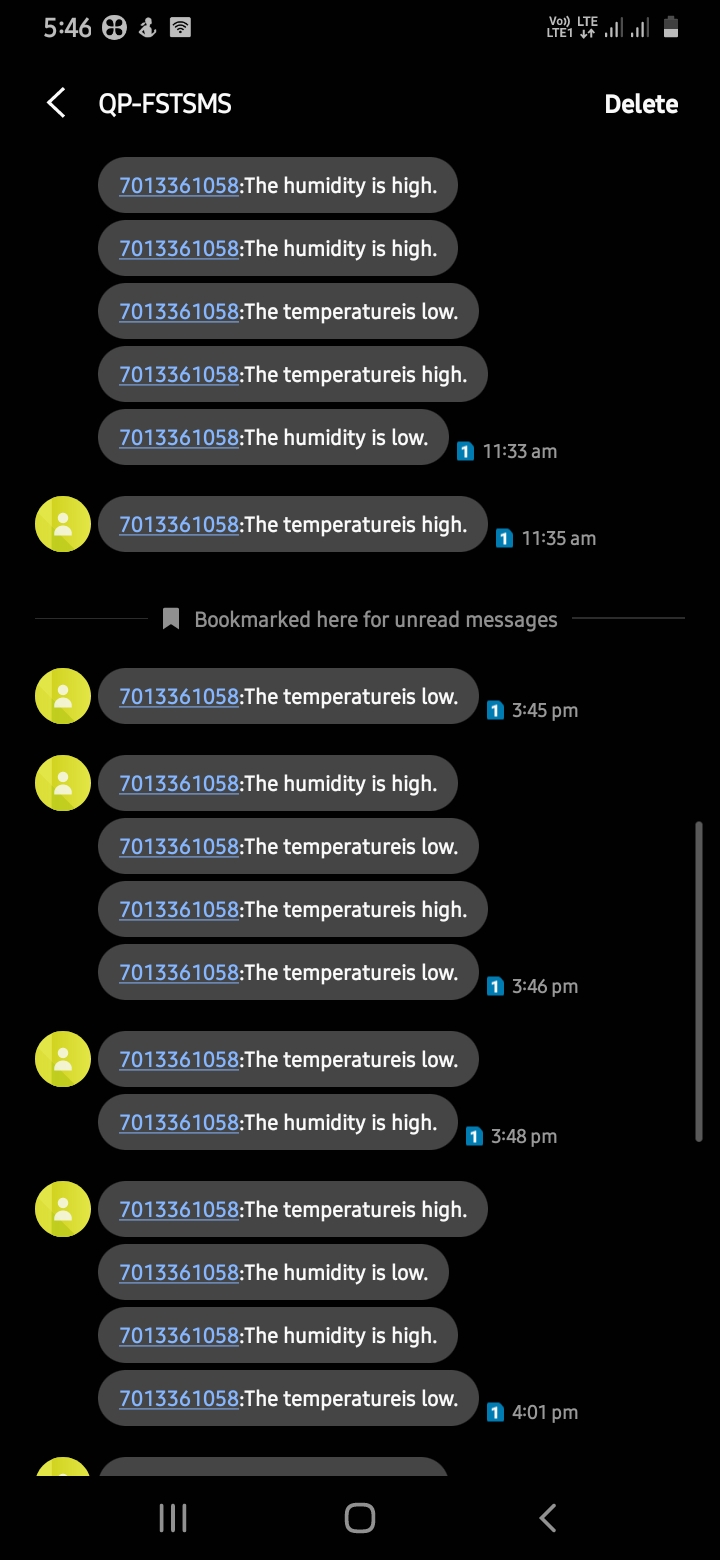 5:46
Vo)) LTE
LTE1
QP-FSTSMS
Delete
7013361058:The humidity is high.
7013361058:The humidity is high.
7013361058:The temperatureis low.
7013361058:The temperatureis high.
7013361058:The humidity is low.
1 11:33 am
7013361058:The temperatureis high.
1 11:35 am
Bookmarked here for unread messages
7013361058:The temperatureis low.
1 3:45 pm
7013361058:The humidity is high.
7013361058:The temperatureis low.
7013361058:The temperatureis high.
7013361058:The temperatureis low.
1 3:46 pm
7013361058:The temperatureis low.
7013361058:The humidity is high.
1 3:48 pm
7013361058:The temperatureis high.
7013361058:The humidity is low.
7013361058:The humidity is high.
7013361058:The temperatureis low.
1 4:01 pm